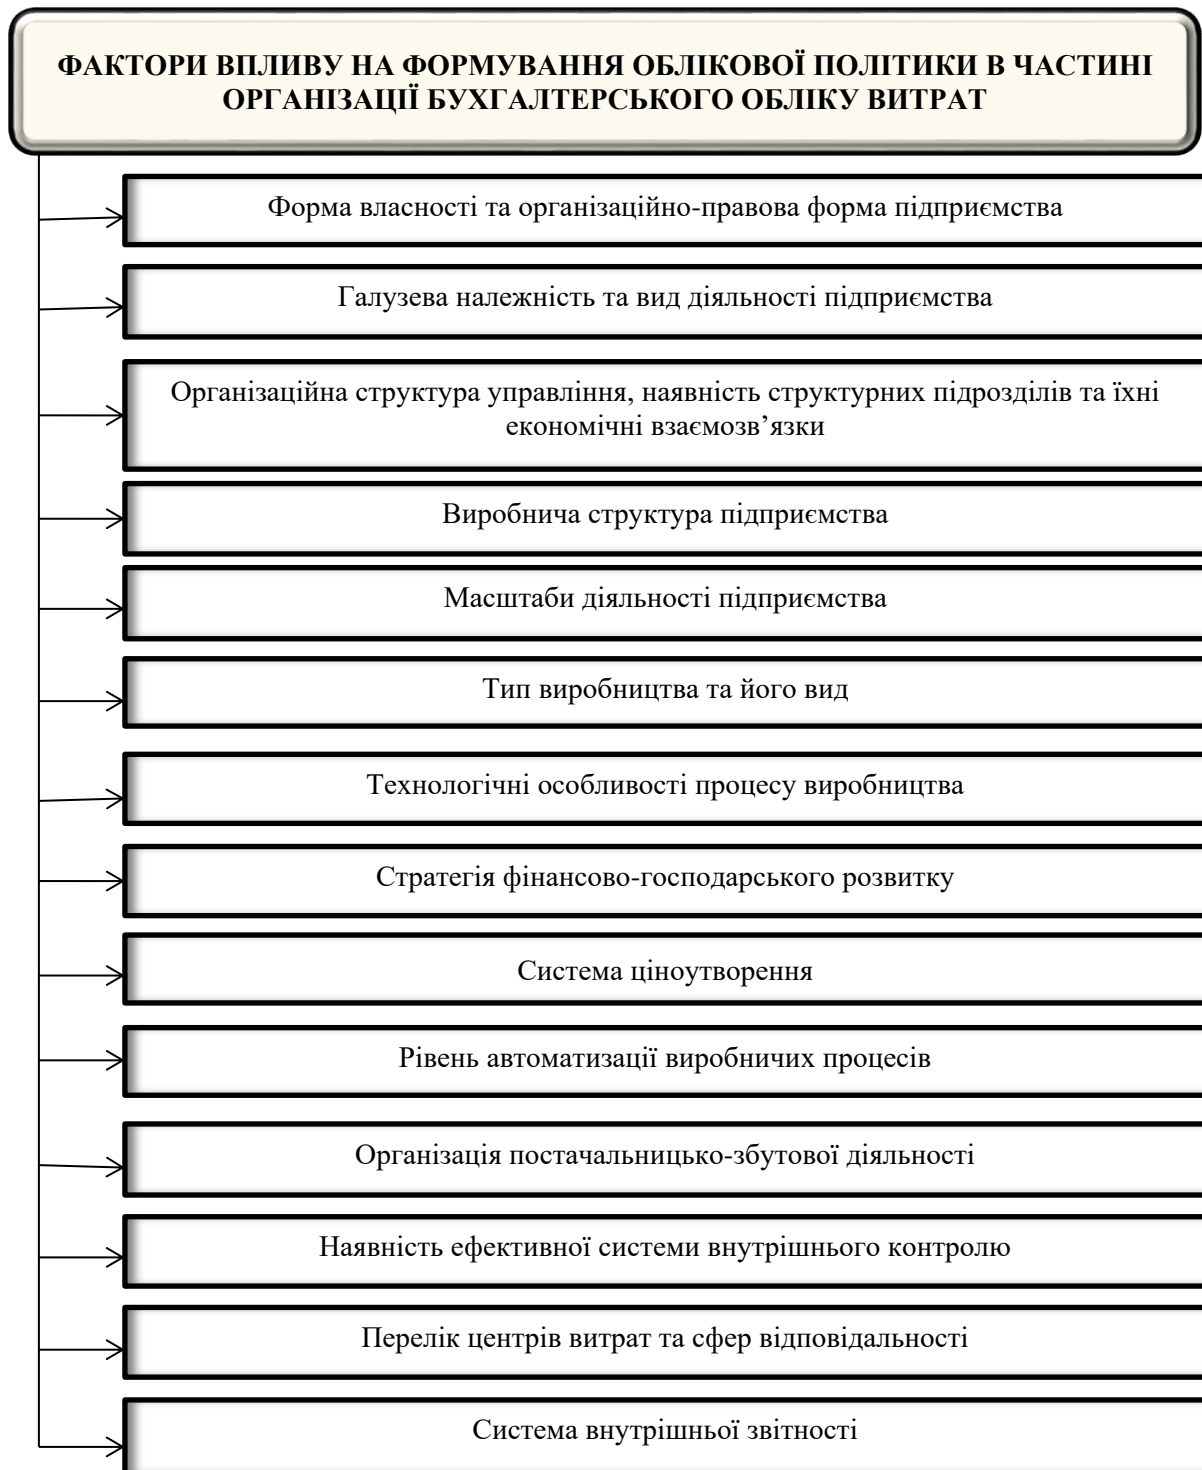 ФАКТОРИ ВПЛИВУ НА ФОРМУВАННЯ ОБЛІКОВОЇ ПОЛІТИКИ В ЧАСТИНІ
ОРГАНІЗАЦІЇ БУХГАЛТЕРСЬКОГО ОБЛІКУ ВИТРАТ
Форма власності та організаційно-правова форма підприємства
Галузева належність та вид діяльності підприємства
Організаційна структура управління, наявність структурних підрозділів та їхні
економічні взаємозв’язки
Виробнича структура підприємства
Масштаби діяльності підприємства
Тип виробництва та його вид
Технологічні особливості процесу виробництва
Стратегія фінансово-господарського розвитку
Система ціноутворення
Рівень автоматизації виробничих процесів
Організація постачальницько-збутової діяльності
Наявність ефективної системи внутрішнього контролю
Перелік центрів витрат та сфер відповідальності
Система внутрішньої звітності